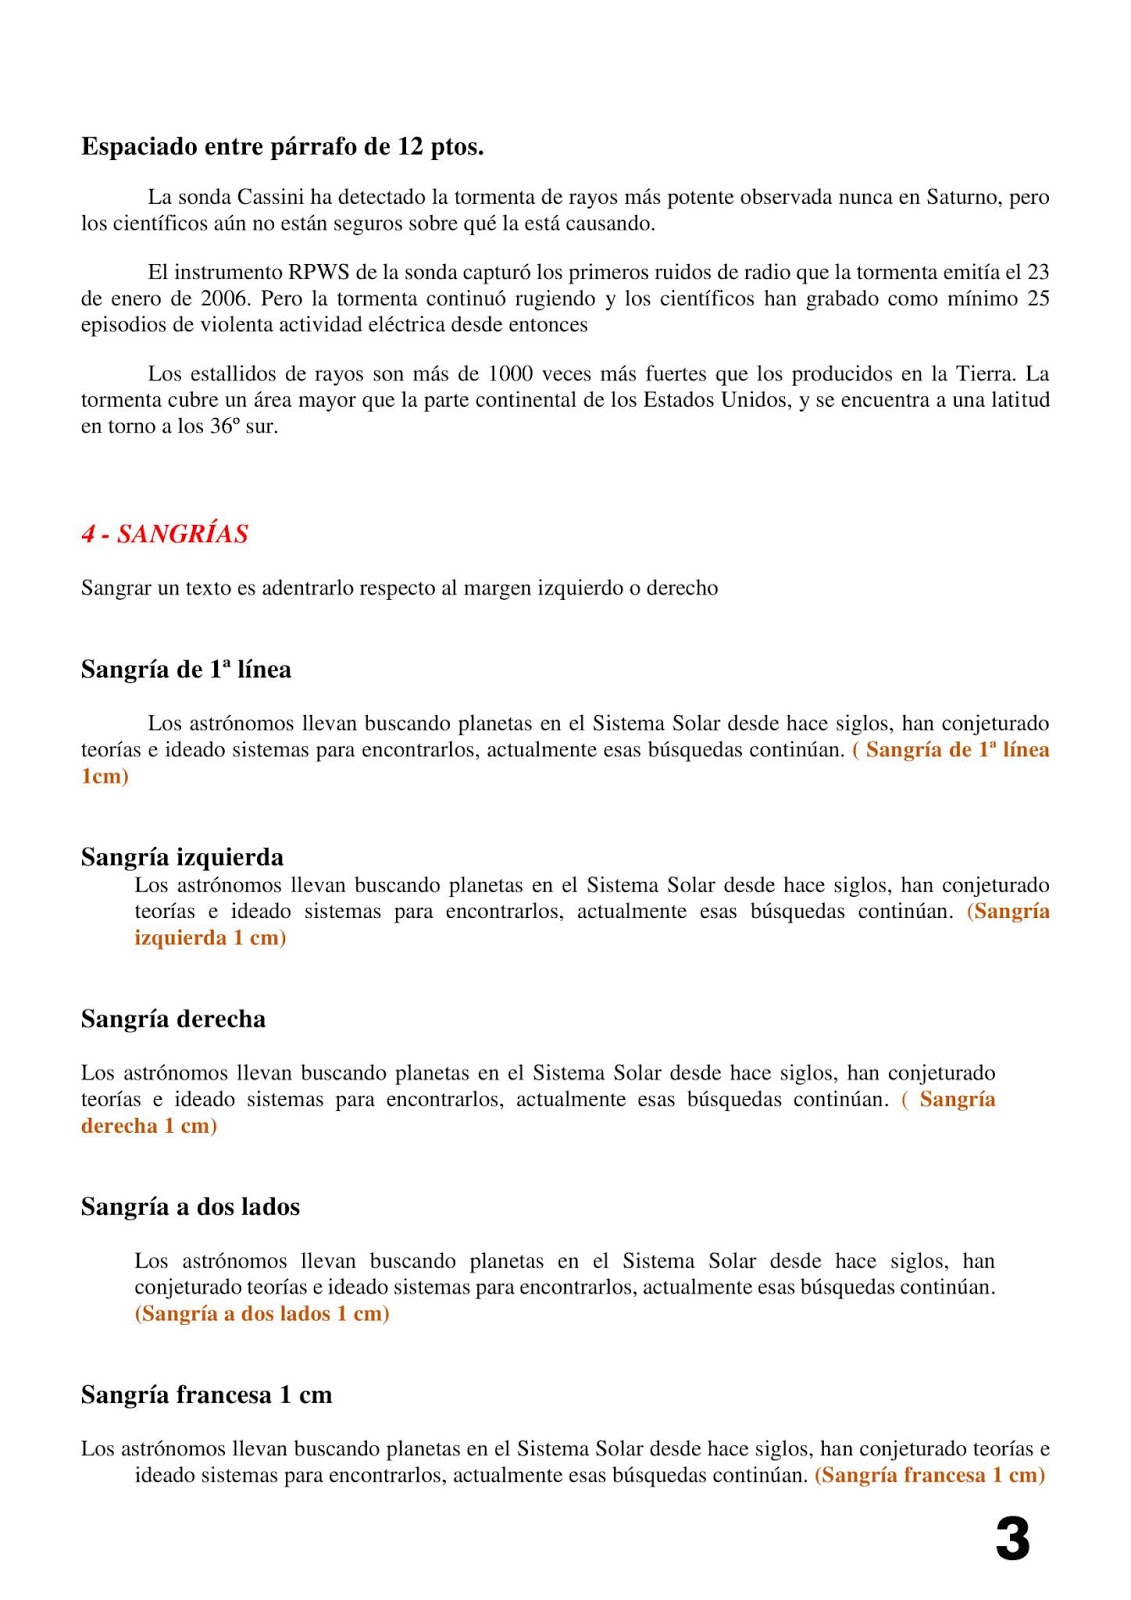 Espaciado entre párrafo de 12 ptos.
La sonda Cassini ha detectado la tormenta de rayos más potente observada nunca en Saturno, pero
los científicos aún no están seguros sobre qué la está causando.
El instrumento RPWS de la sonda capturó los primeros ruidos de radio que la tormenta emitía el 23
de enero de 2006. Pero la tormenta continuó rugiendo y los científicos han grabado como mínimo 25
episodios de violenta actividad eléctrica desde entonces
Los estallidos de rayos son más de 1000 veces más fuertes que los producidos en la Tierra. La
tormenta cubre un área mayor que la parte continental de los Estados Unidos, y se encuentra a una latitud
en torno a los 36º sur.
4 - SANGRÍAS
Sangrar un texto es adentrarlo respecto al margen izquierdo o derecho
Sangría de 1ª línea
Los astrónomos llevan buscando planetas en el Sistema Solar desde hace siglos, han conjeturado
teorías e ideado sistemas para encontrarlos, actualmente esas búsquedas continúan. ( Sangría de 1ª línea
1cm)
Sangría izquierda
Los astrónomos llevan buscando planetas en el Sistema Solar desde hace siglos, han conjeturado
teorías e ideado sistemas para encontrarlos, actualmente esas búsquedas continúan. (Sangría
izquierda 1 cm)
Sangría derecha
Los astrónomos llevan buscando planetas en el Sistema Solar desde hace siglos, han conjeturado
teorías e ideado sistemas para encontrarlos, actualmente esas búsquedas continúan. ( Sangría
derecha 1 cm)
Sangría a dos lados
Los astrónomos llevan buscando planetas en el Sistema Solar desde hace siglos, han
conjeturado teorías e ideado sistemas para encontrarlos, actualmente esas búsquedas continúan.
(Sangría a dos lados 1 cm)
Sangría francesa 1 cm
Los astrónomos llevan buscando planetas en el Sistema Solar desde hace siglos, han conjeturado teorías e
ideado sistemas para encontrarlos, actualmente esas búsquedas continúan. (Sangría francesa 1 cm)
3